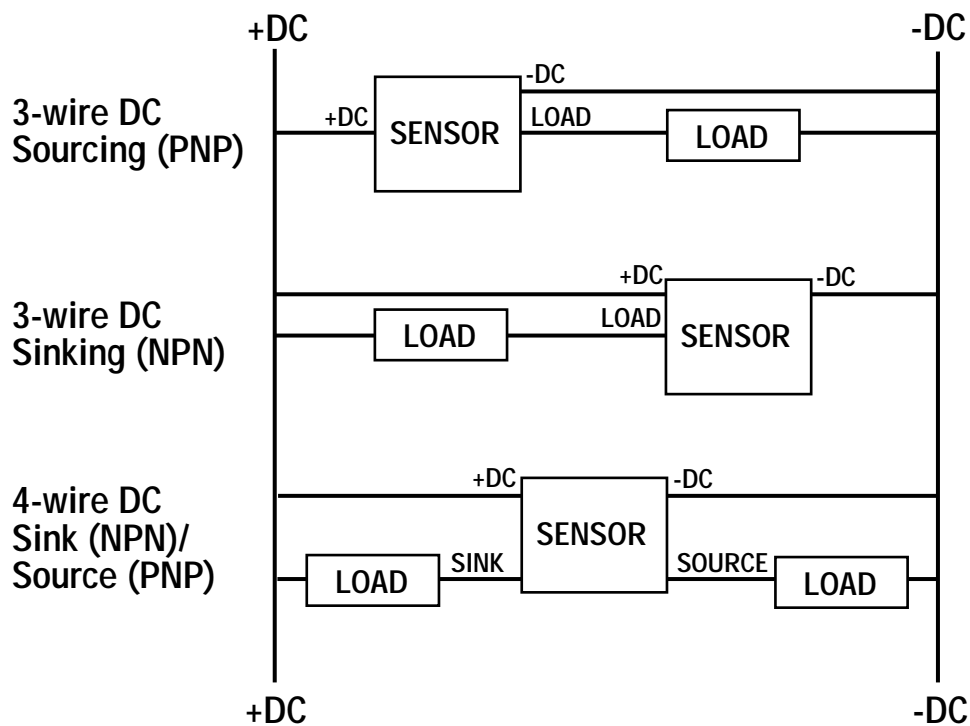 +DC
-DC
3-wire DC
Sourcing (PNP)
+DC
SENSOR
-DC
LOAD
LOAD
3-wire DC
Sinking (NPN)
LOAD
+DC
LOAD
SENSOR
-DC
4-wire DC
Sink (NPN)/
Source (PNP)
LOAD
+DC
SINK
SENSOR
-DC
SOURCE
LOAD
+DC
-DC